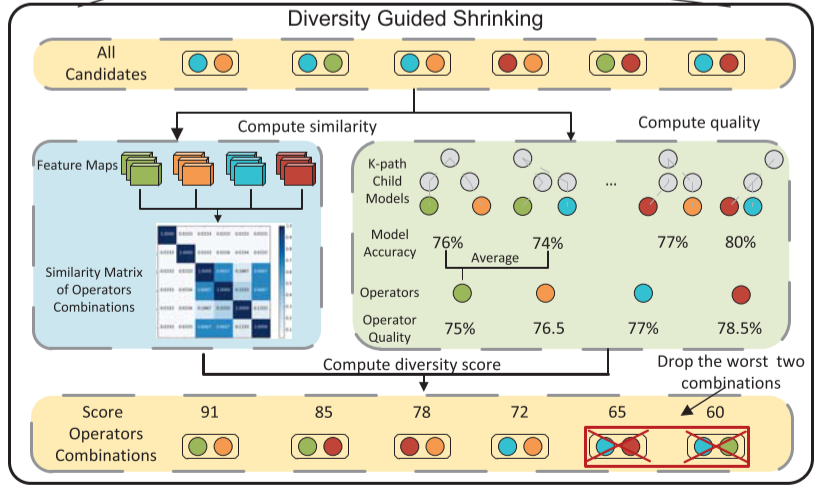 Diversity Guided Shrinking
All
Candidates
Compute similarity
Compute quality
Feature Maps
K-path
Child
Models
...
Model
Accuracy
76%
74%
77%
80%
Average
Similarity Matrix
of Operators
Combinations
Operators
Operator
Quality
75%
76.5
77%
78.5%
Compute diversity score
Drop the worst two
combinations
Score
91
85
78
72
65
60
Operators
Combinations